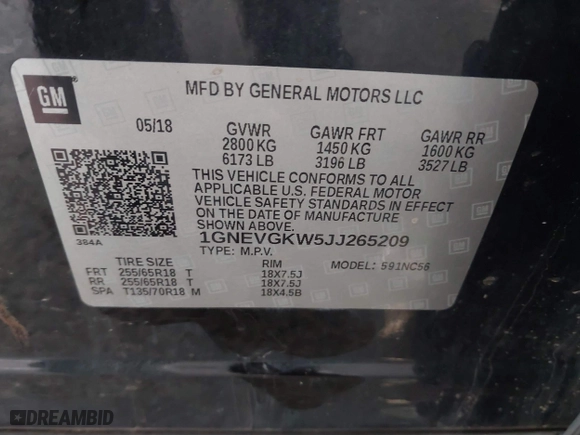 GM
MFD BY GENERAL MOTORS LLC
05/18 GVWR GAWR FRT GAWR RR
2800 KG 1450 KG 1600 KG
6173 LB 3196 LB 3527 LB
THIS VEHICLE CONFORMS TO ALL
APPLICABLE U.S. FEDERAL MOTOR
VEHICLE SAFETY STANDARDS IN EFFECT
ON THE DATE OF MANUFACTURE
SHOWN ABOVE.
384A 1GNEVGKW5JJ265209
TYPE: M.P.V. MODEL: 591NC56
TIRE SIZE RIM
FRT 255/65R18 T 18X7.5J
RR 255/65R18 T 18X7.5J
SPA T135/70R18 M 18X4.5B
DREAMBID